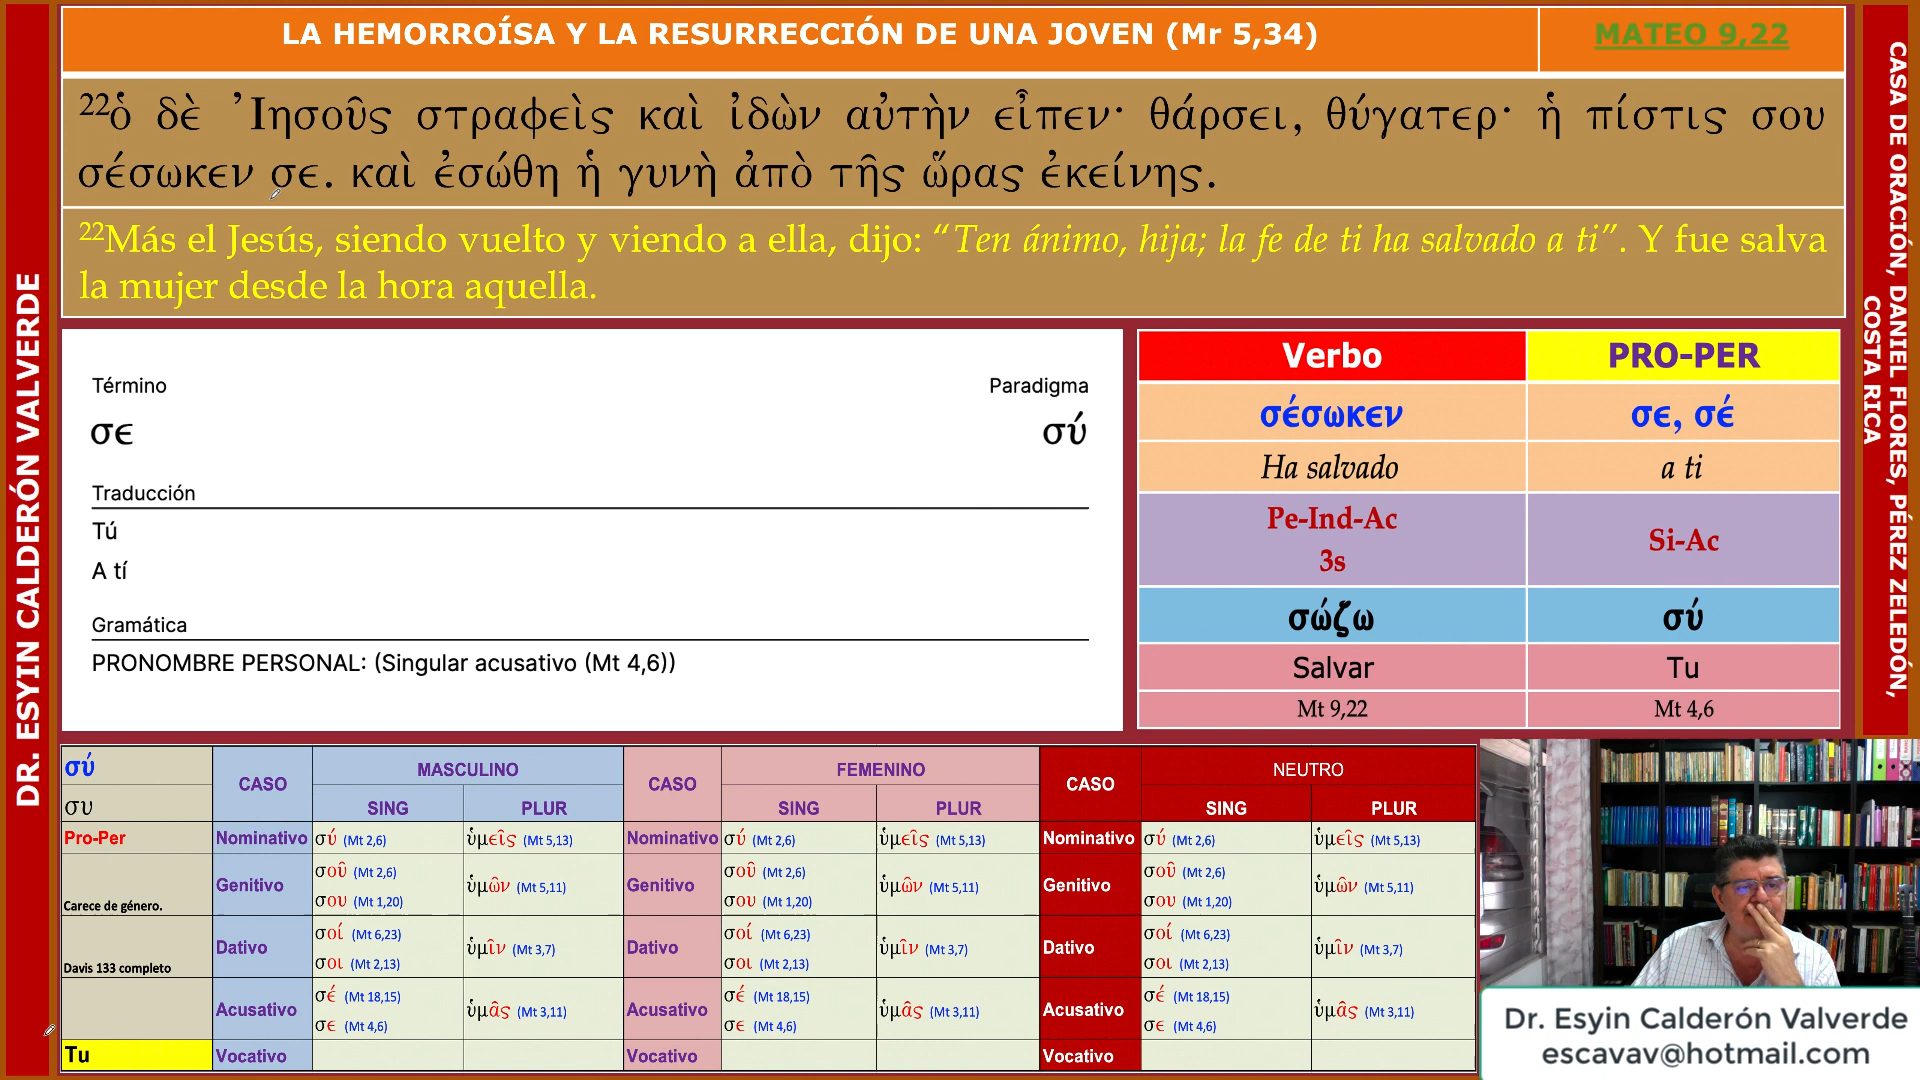 LA HEMORROÍSA Y LA RESURRECCIÓN DE UNA JOVEN (Mr 5,34)
MATEO 9,22
²²ὁ δὲ Ἰησοῦς στραφεὶς καὶ ἰδὼν αὐτὴν εἶπεν· θάρσει, θύγατερ· ἡ πίστις σου
σέσωκεν σε. καὶ ἐσώθη ἡ γυνὴ ἀπὸ τῆς ὥρας ἐκείνης.
²²Más el Jesús, siendo vuelto y viendo a ella, dijo: “Ten ánimo, hija; la fe de ti ha salvado a ti”. Y fue salva
la mujer desde la hora aquella.
DR. ESYIN CALDERÓN VALVERDE
CASA DE ORACIÓN, DANIEL FLORES, PÉREZ ZELEDÓN,
COSTA RICA
Término Paradigma
σε σύ
Traducción
Tú
A tí
Gramática
PRONOMBRE PERSONAL: (Singular acusativo (Mt 4,6))
Verbo PRO-PER
σέσωκεν σε, σέ
Ha salvado a ti
Pe-Ind-Ac
3s
Si-Ac
σώζω σύ
Salvar Tu
Mt 9,22 Mt 4,6
σύ CASO MASCULINO CASO FEMENINO CASO NEUTRO
συ SING PLUR SING PLUR SING PLUR
Pro-Per Nominativo σύ (Mt 2,6) ὑμεῖς (Mt 5,13) Nominativo σύ (Mt 2,6) ὑμεῖς (Mt 5,13) Nominativo σύ (Mt 2,6) ὑμεῖς (Mt 5,13)
Carece de género. Genitivo σοῦ (Mt 2,6) σου (Mt 1,20) ὑμῶν (Mt 5,11) Genitivo σοῦ (Mt 2,6) σου (Mt 1,20) ὑμῶν (Mt 5,11) Genitivo σοῦ (Mt 2,6) σου (Mt 1,20) ὑμῶν (Mt 5,11)
Davis 133 completo Dativo σοί (Mt 6,23) σοι (Mt 2,13) ὑμῖν (Mt 3,7) Dativo σοί (Mt 6,23) σοι (Mt 2,13) ὑμῖν (Mt 3,7) Dativo σοί (Mt 6,23) σοι (Mt 2,13) ὑμῖν (Mt 3,7)
Acusativo σέ (Mt 18,15) σε (Mt 4,6) ὑμᾶς (Mt 3,11) Acusativo σέ (Mt 18,15) σε (Mt 4,6) ὑμᾶς (Mt 3,11) Acusativo σέ (Mt 18,15) σε (Mt 4,6) ὑμᾶς (Mt 3,11)
Tu Vocativo Vocativo Vocativo
Dr. Esyin Calderón Valverde
escavav@hotmail.com